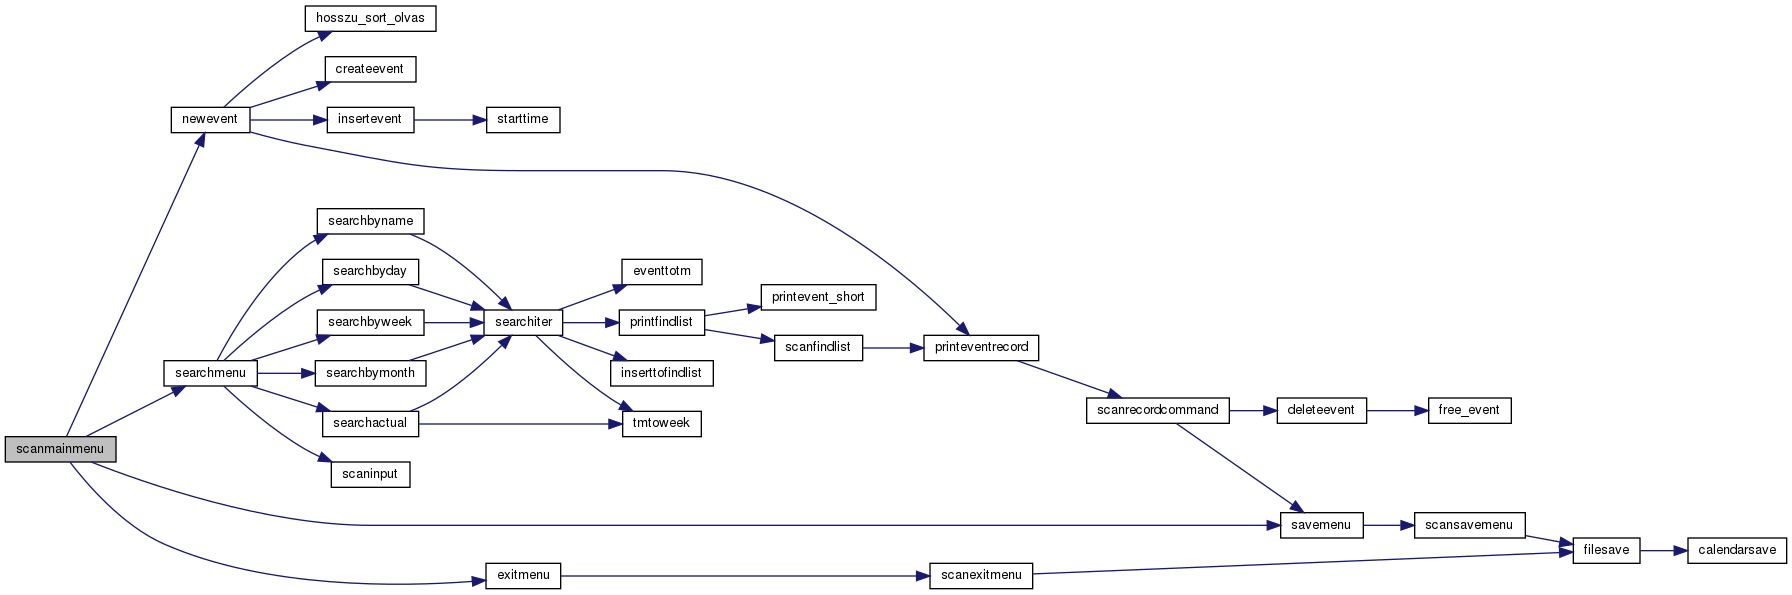 hosszu_sort_olvas
createevent
newevent
insertevent
starttime
searchbyname
searchbyday
eventtotm
printevent_short
searchbyweek
searchiter
printfindlist
scanfindlist
printeventrecord
searchmenu
searchbymonth
inserttofindlist
scanrecordcommand
deleteevent
free_event
searchactual
tmtoweek
scanmainmenu
scaninput
savemenu
scansavemenu
filesave
calendarsave
exitmenu
scanexitmenu